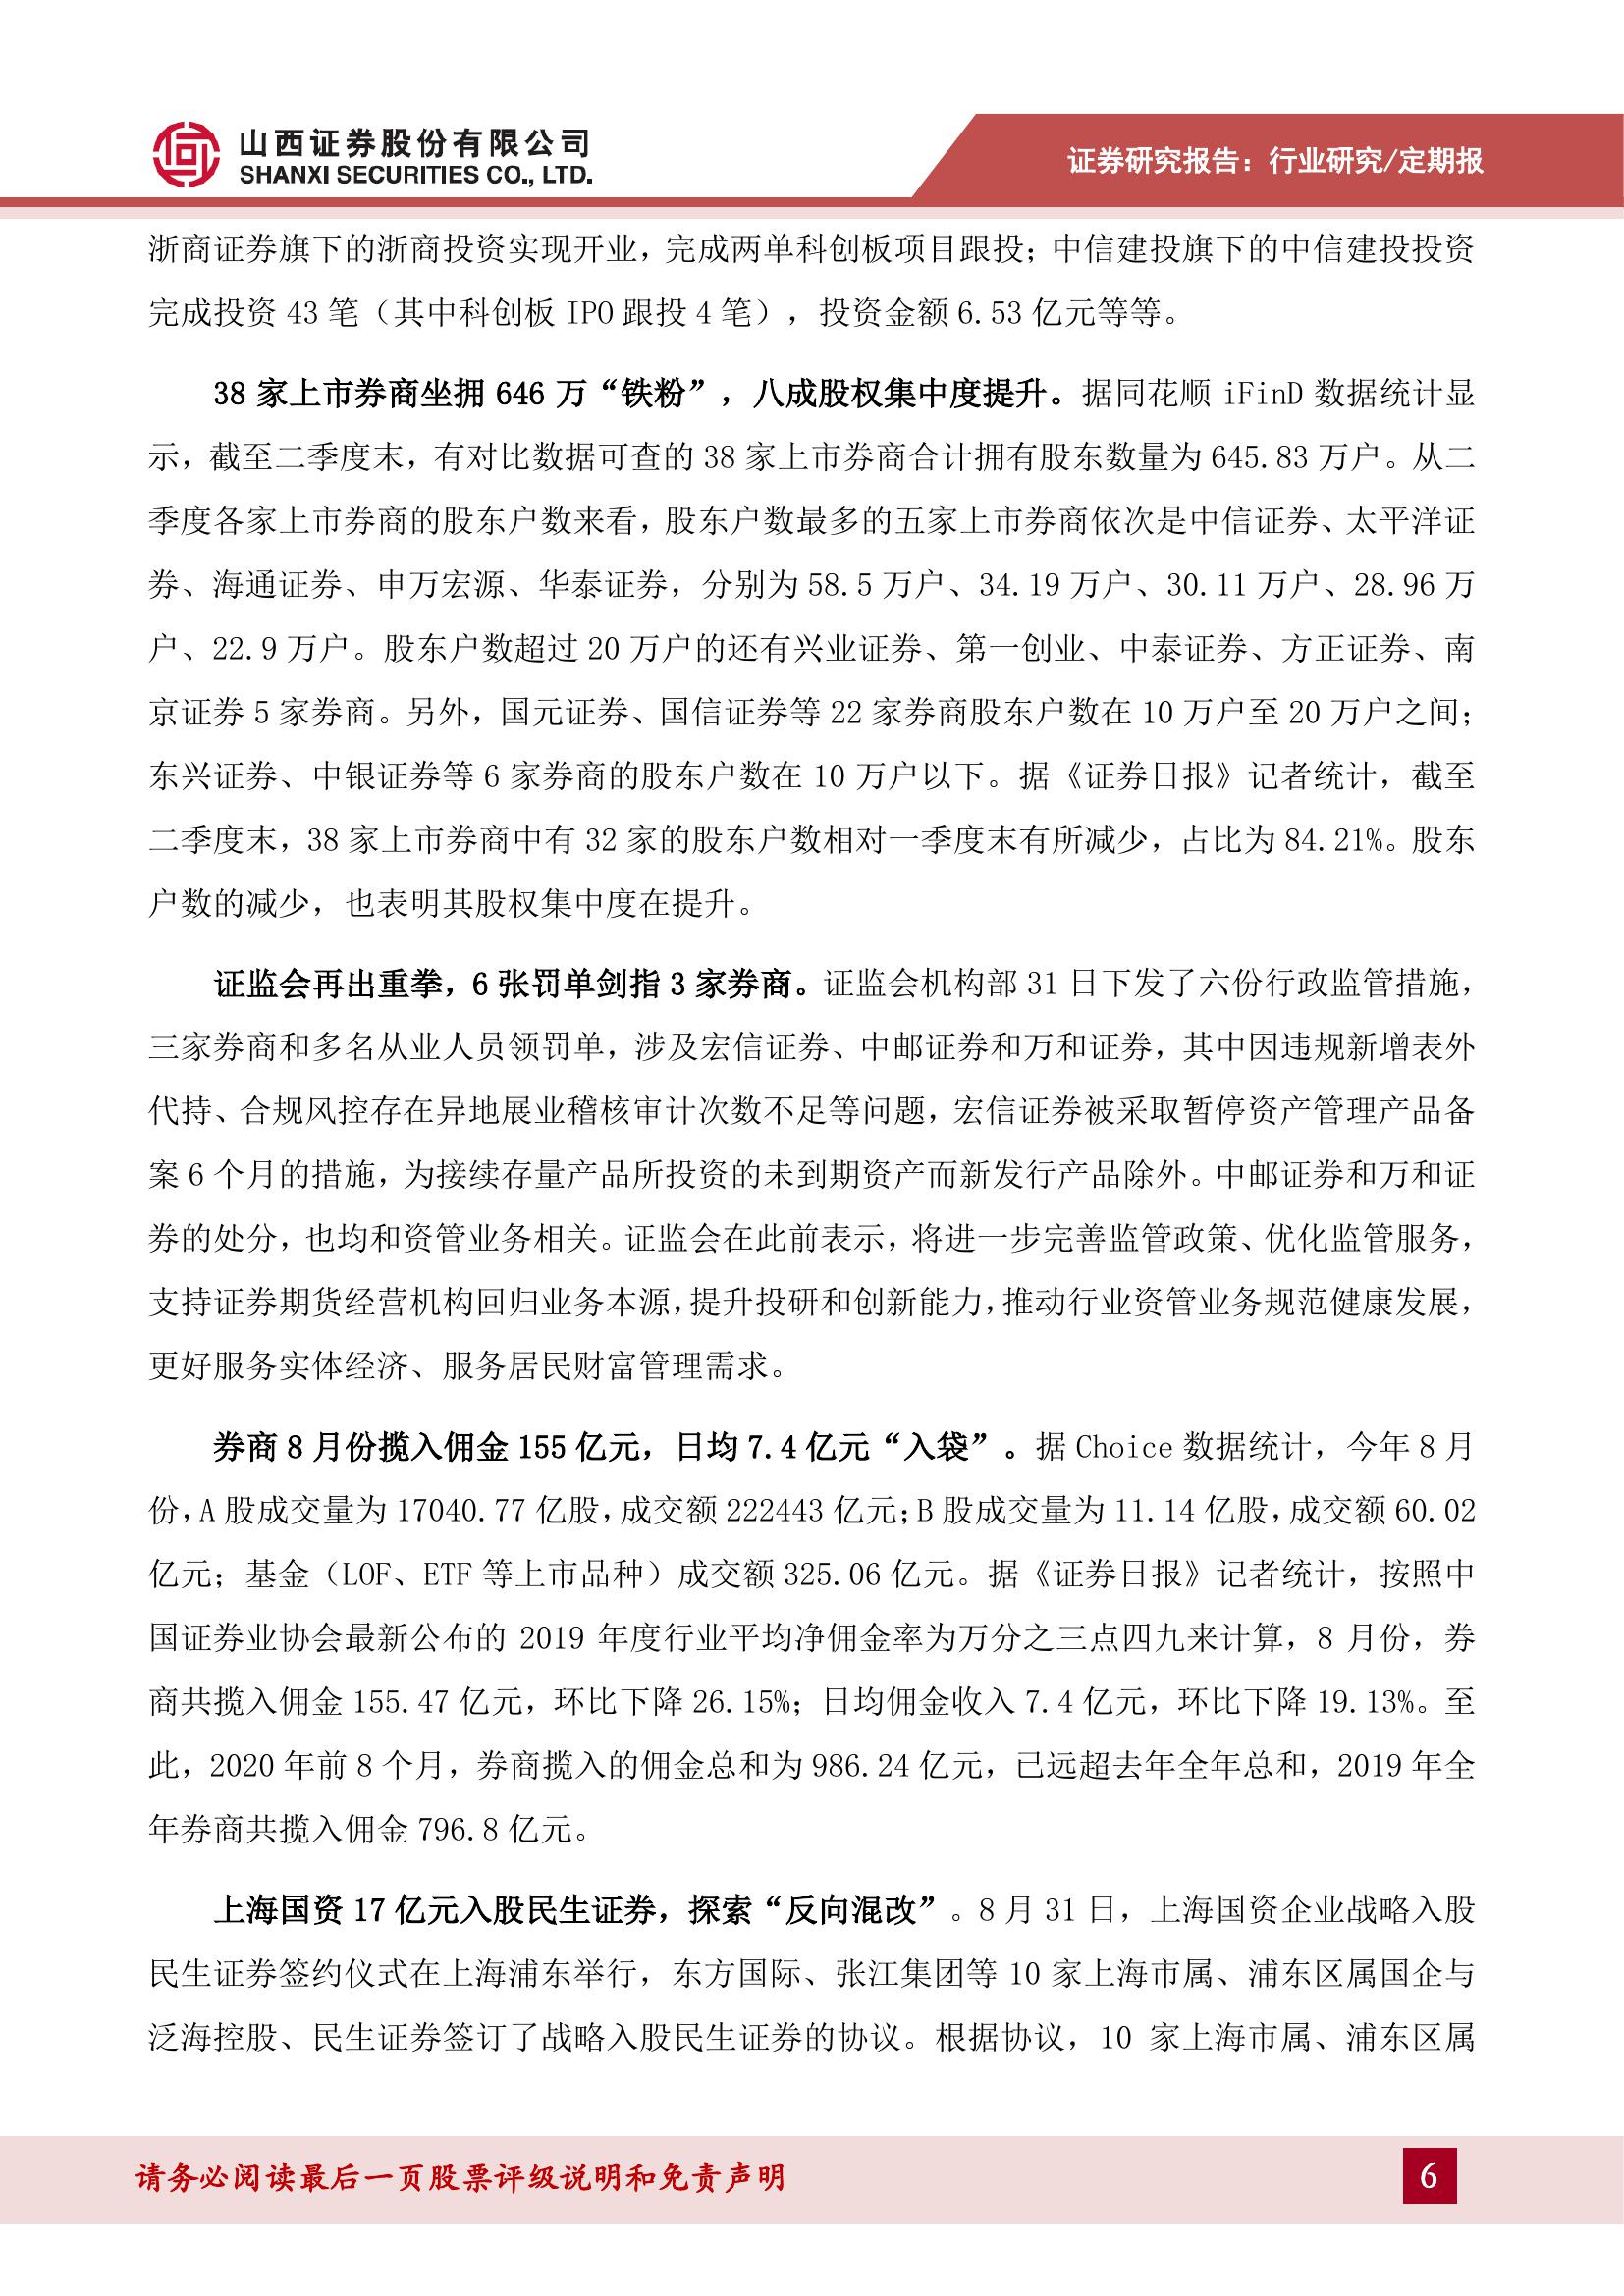 山西证券股份有限公司
SHANXI SECURITIES CO., LTD.
证券研究报告：行业研究/定期报
浙商证券旗下的浙商投资实现开业，完成两单科创板项目跟投；中信建投旗下的中信建投投资
完成投资 43 笔（其中科创板 IPO 跟投 4 笔），投资金额 6.53 亿元等等。
38 家上市券商坐拥 646 万“铁粉”，八成股权集中度提升。据同花顺 iFinD 数据统计显
示，截至二季度末，有对比数据可查的 38 家上市券商合计拥有股东数量为 645.83 万户。从二
季度各家上市券商的股东户数来看，股东户数最多的五家上市券商依次是中信证券、太平洋证
券、海通证券、申万宏源、华泰证券，分别为 58.5 万户、34.19 万户、30.11 万户、28.96 万
户、22.9 万户。股东户数超过 20 万户的还有兴业证券、第一创业、中泰证券、方正证券、南
京证券 5 家券商。另外，国元证券、国信证券等 22 家券商股东户数在 10 万户至 20 万户之间；
东兴证券、中银证券等 6 家券商的股东户数在 10 万户以下。据《证券日报》记者统计，截至
二季度末，38 家上市券商中有 32 家的股东户数相对一季度末有所减少，占比为 84.21%。股东
户数的减少，也表明其股权集中度在提升。
证监会再出重拳，6 张罚单剑指 3 家券商。证监会机构部 31 日下发了六份行政监管措施，
三家券商和多名从业人员领罚单，涉及宏信证券、中邮证券和万和证券，其中因违规新增表外
代持、合规风控存在异地展业稽核审计次数不足等问题，宏信证券被采取暂停资产管理产品备
案 6 个月的措施，为接续存量产品所投资的未到期资产而新发行产品除外。中邮证券和万和证
券的处分，也均和资管业务相关。证监会在此前表示，将进一步完善监管政策、优化监管服务，
支持证券期货经营机构回归业务本源，提升投研和创新能力，推动行业资管业务规范健康发展，
更好服务实体经济、服务居民财富管理需求。
券商 8 月份揽入佣金 155 亿元，日均 7.4 亿元“入袋”。据 Choice 数据统计，今年 8 月
份，A 股成交量为 17040.77 亿股，成交额 222443 亿元；B 股成交量为 11.14 亿股，成交额 60.02
亿元；基金（LOF、ETF 等上市品种）成交额 325.06 亿元。据《证券日报》记者统计，按照中
国证券业协会最新公布的 2019 年度行业平均净佣金率为万分之三点四九来计算，8 月份，券
商共揽入佣金 155.47 亿元，环比下降 26.15%；日均佣金收入 7.4 亿元，环比下降 19.13%。至
此，2020 年前 8 个月，券商揽入的佣金总和为 986.24 亿元，已远超去年全年总和，2019 年全
年券商共揽入佣金 796.8 亿元。
上海国资 17 亿元入股民生证券，探索“反向混改”。8 月 31 日，上海国资企业战略入股
民生证券签约仪式在上海浦东举行，东方国际、张江集团等 10 家上海市属、浦东区属国企与
泛海控股、民生证券签订了战略入股民生证券的协议。根据协议，10 家上海市属、浦东区属
请务必阅读最后一页股票评级说明和免责声明
6